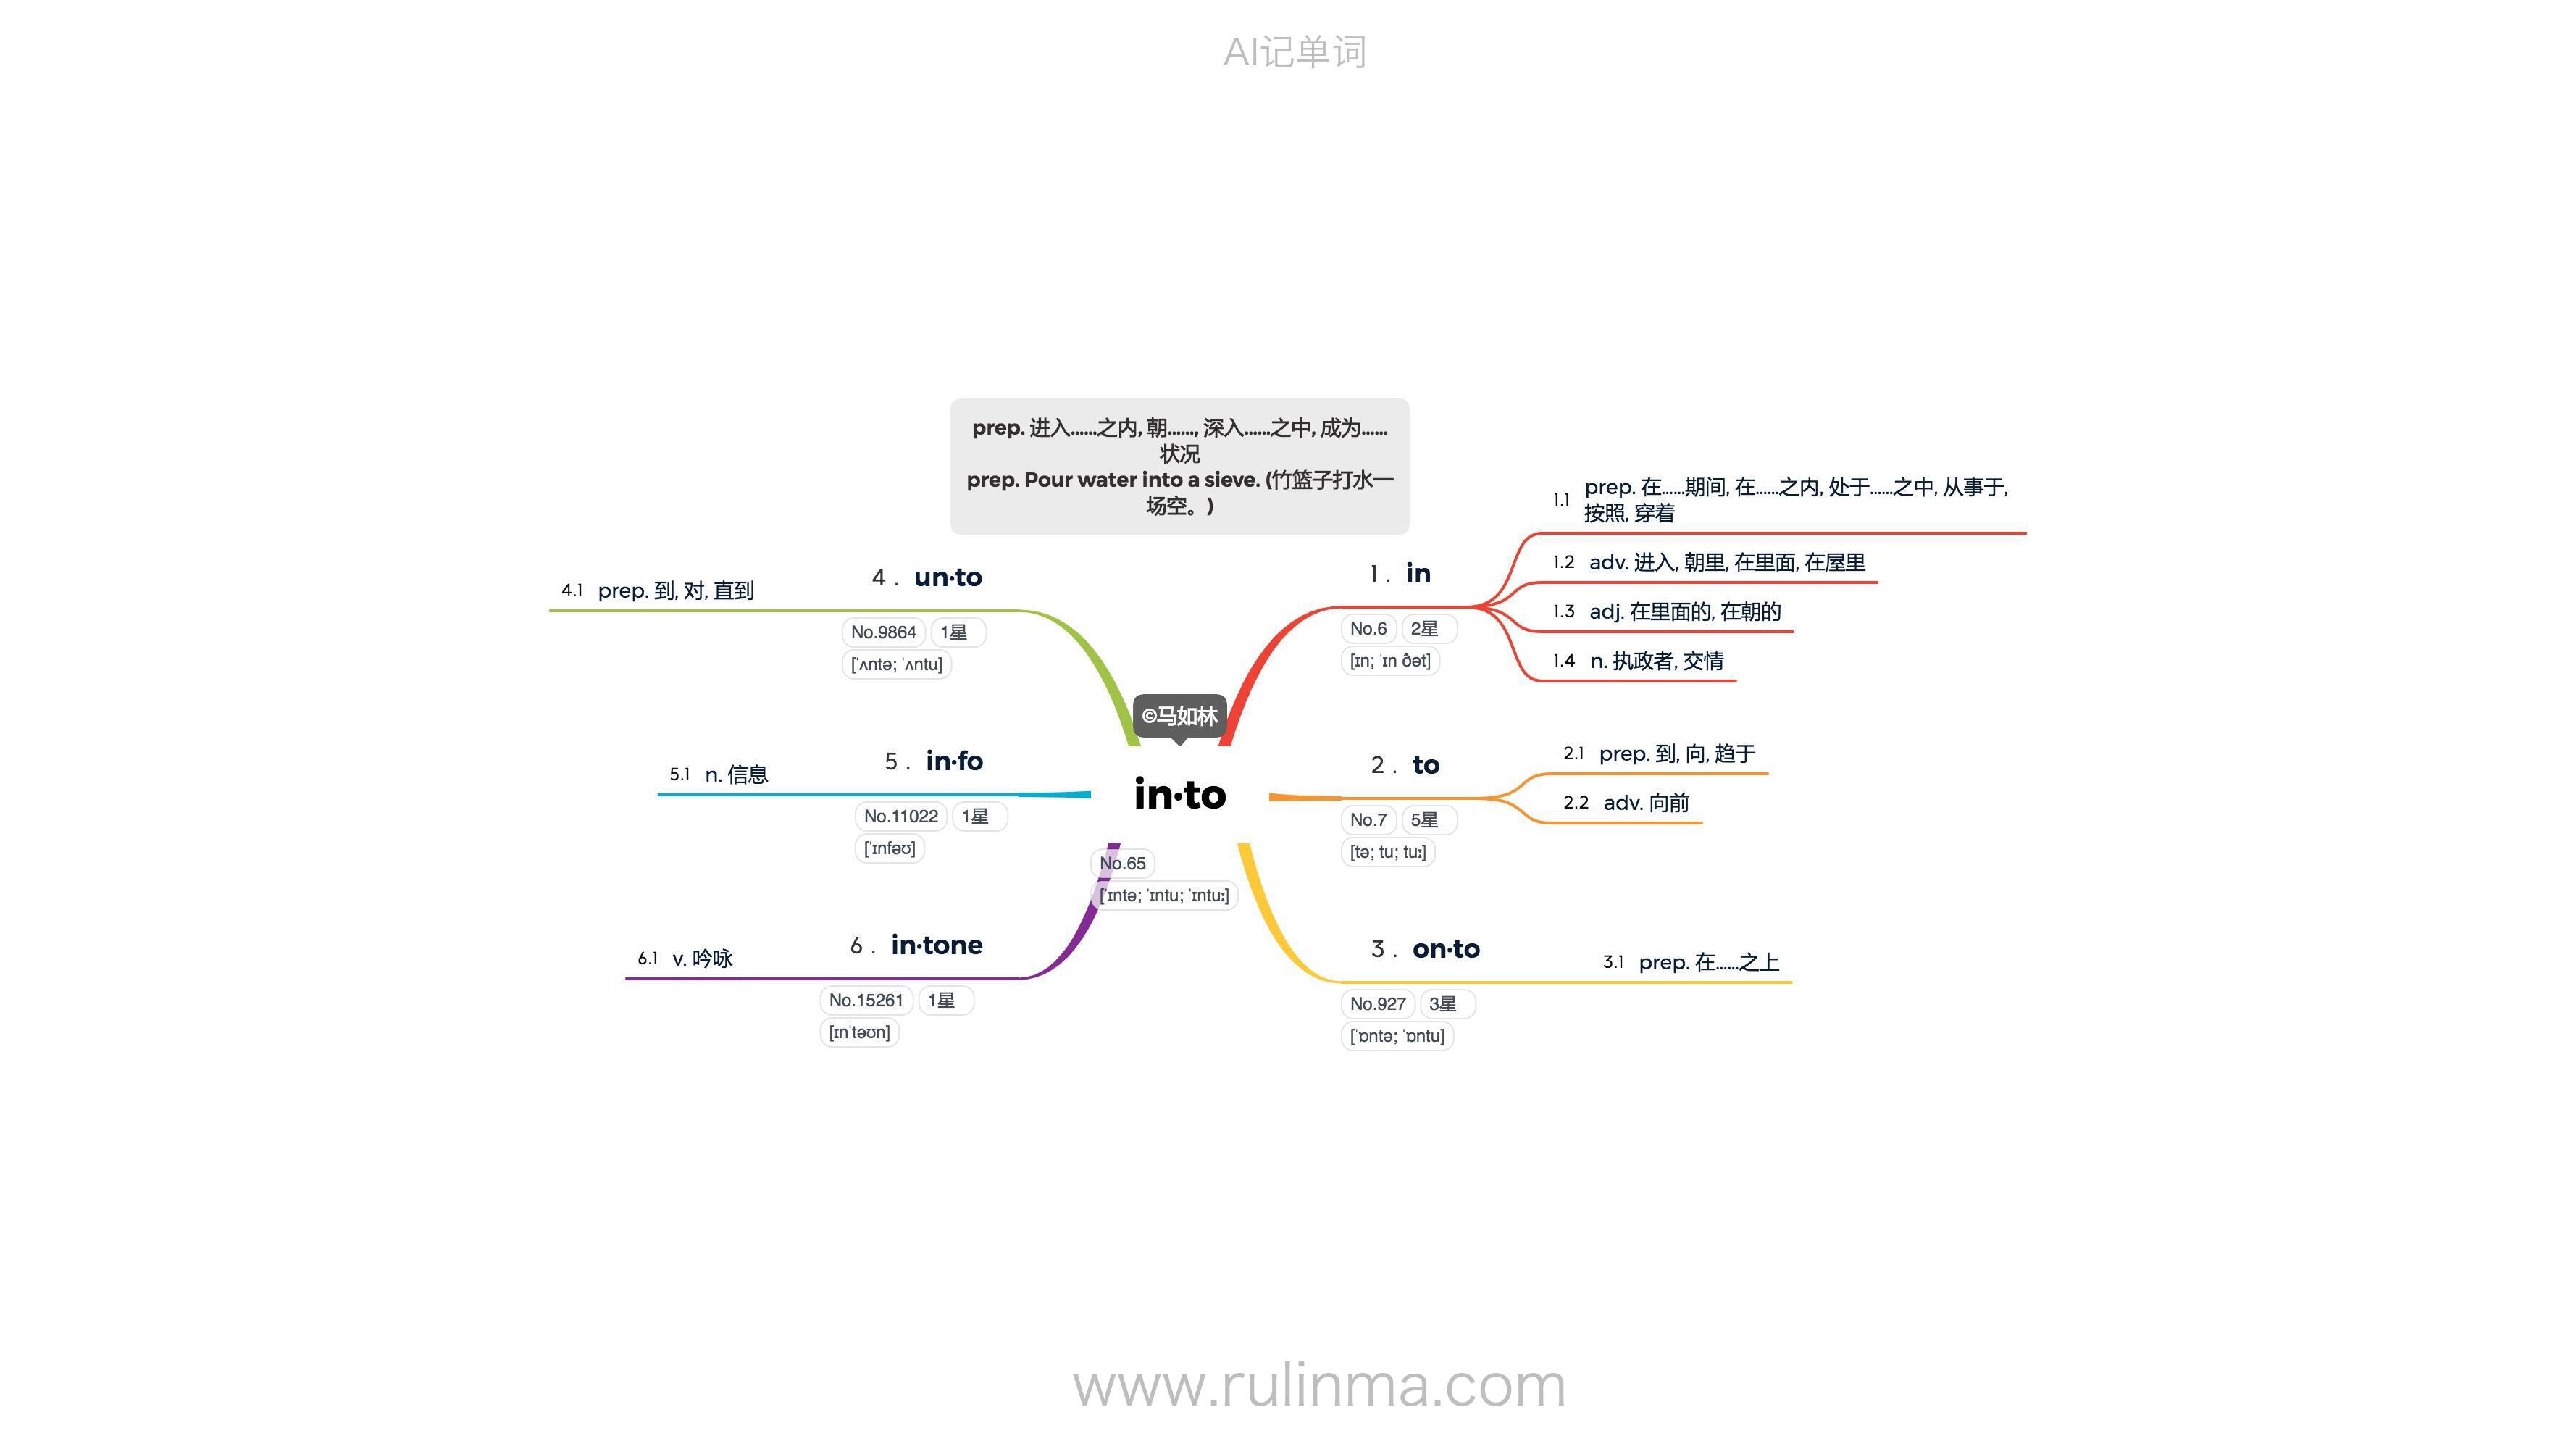 AI记单词
prep. 进入……之内, 朝……, 深入……之中, 成为……
状况
prep. Pour water into a sieve. (竹篮子打水一
场空。)
©马如林
in·to
No.65
[ˈɪntə; ˈɪntu; ˈɪntuː]
1 . in
No.6 2星
[ɪn; ˈɪn ðət]
1.1 prep. 在……期间, 在……之内, 处于……之中, 从事于,
按照, 穿着
1.2 adv. 进入, 朝里, 在里面, 在屋里
1.3 adj. 在里面的, 在朝的
1.4 n. 执政者, 交情
2 . to
No.7 5星
[tə; tu; tuː]
2.1 prep. 到, 向, 趋于
2.2 adv. 向前
3 . on·to
No.927 3星
[ˈɒntə; ˈɒntu]
3.1 prep. 在……之上
4 . un·to
No.9864 1星
[ˈʌntə; ˈʌntu]
4.1 prep. 到, 对, 直到
5 . in·fo
No.11022 1星
[ˈɪnfəʊ]
5.1 n. 信息
6 . in·tone
No.15261 1星
[ɪnˈtəʊn]
6.1 v. 吟咏
www.rulinma.com